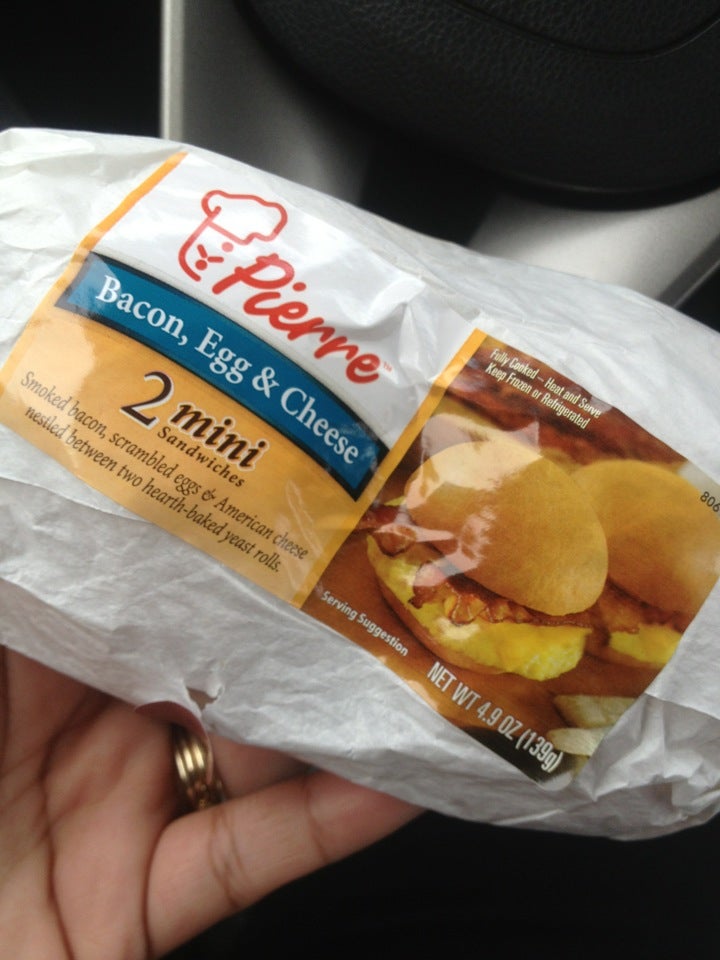 Pierre™
Bacon, Egg & Cheese
2 mini
Sandwiches
Smoked bacon, scrambled eggs & American cheese
nestled between two hearth-baked yeast rolls.
Fully Cooked – Heat and Serve
Keep Frozen or Refrigerated
Serving Suggestion
NET WT 4.9 OZ (139g)